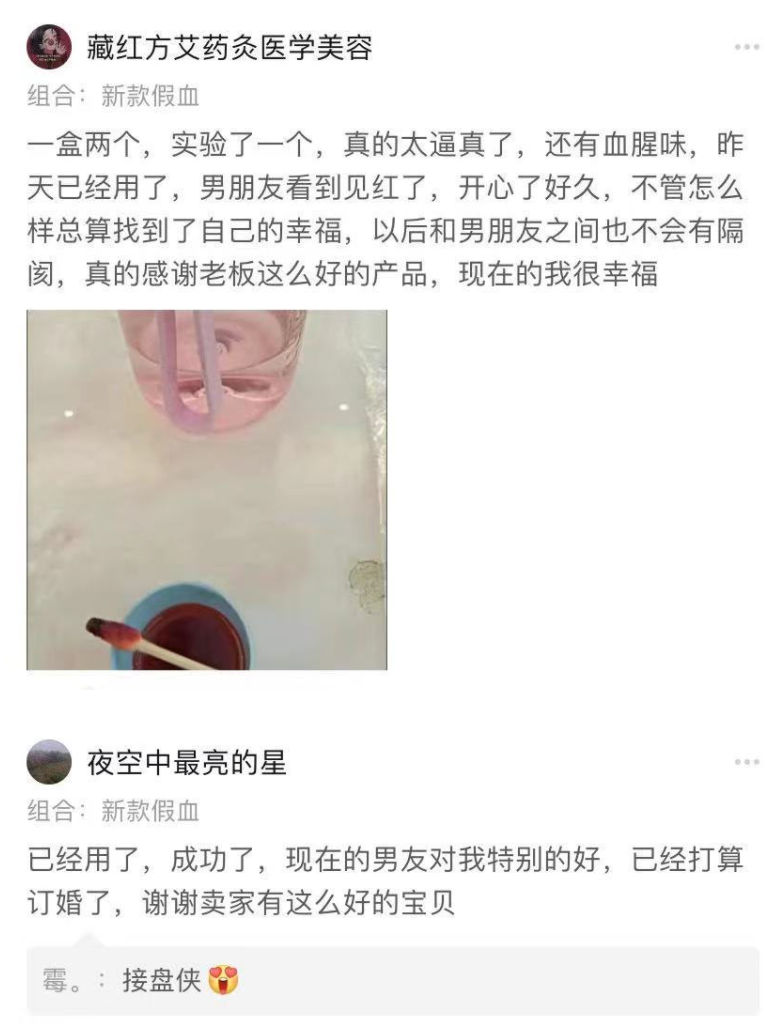 藏红方艾药灸医学美容
组合：新款假血
一盒两个，实验了一个，真的太逼真了，还有血腥味，昨
天已经用了，男朋友看到见红了，开心了好久，不管怎么
样总算找到了自己的幸福，以后和男朋友之间也不会有隔
阂，真的感谢老板这么好的产品，现在的我很幸福
夜空中最亮的星
组合：新款假血
已经用了，成功了，现在的男友对我特别的好，已经打算
订婚了，谢谢卖家有这么好的宝贝
霉。：接盘侠😍